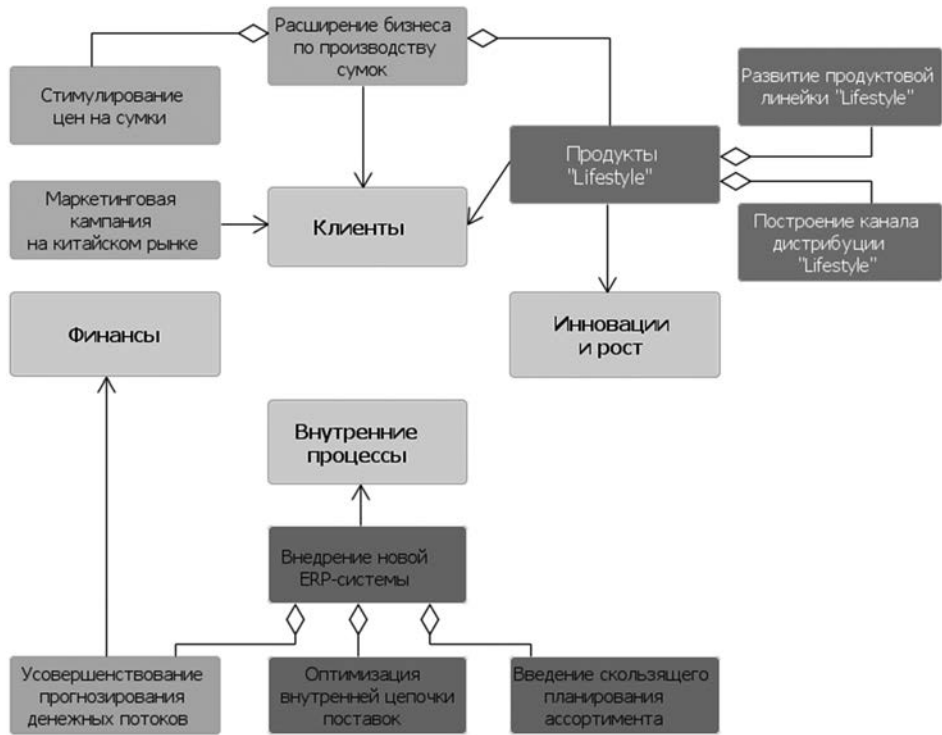 Расширение бизнеса
по производству
сумок
Стимулирование
цен на сумки
Развитие продуктовой
линейки "Lifestyle"
Продукты
"Lifestyle"
Маркетинговая
кампания
на китайском рынке
Клиенты
Построение канала
дистрибуции
"Lifestyle"
Финансы
Инновации
и рост
Внутренние
процессы
Внедрение новой
ERP-системы
Усовершенствование
прогнозирования
денежных потоков
Оптимизация
внутренней цепочки
поставок
Введение скользящего
планирования
ассортимента